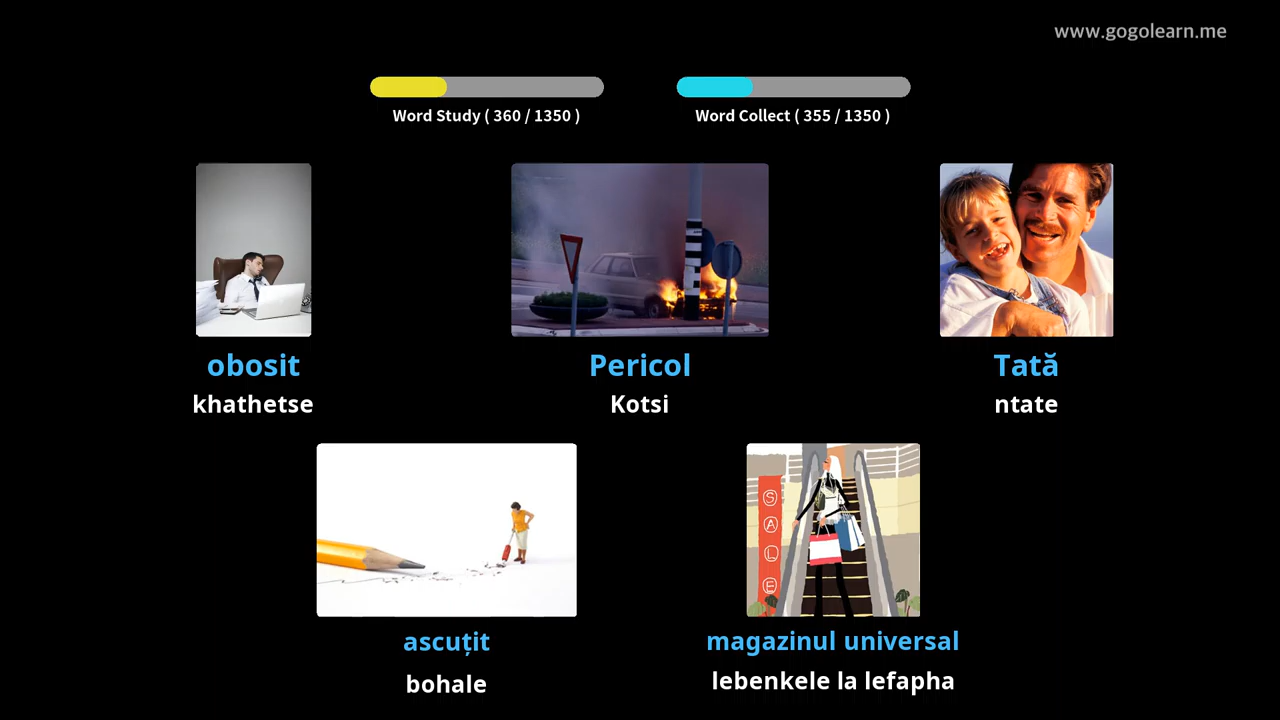 www.gogolearn.me
Word Study ( 360 / 1350 )
Word Collect ( 355 / 1350 )
obosit
khathetse
Pericol
Kotsi
Tată
ntate
SALE
ascuțit
bohale
magazinul universal
lebenkele la lefapha